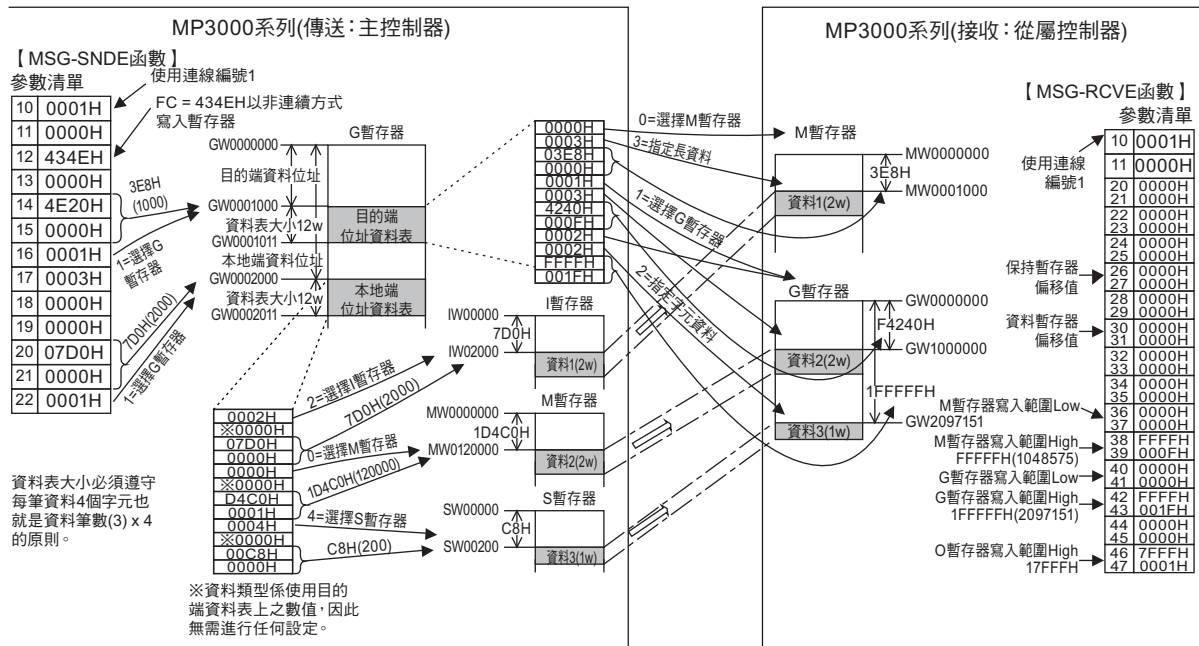 MP3000系列(傳送：主控制器)
【MSG-SNDE函數】
參數清單
使用連線編號1
FC = 434EH以非連續方式
寫入暫存器
10 0001H
11 0000H
12 434EH
13 0000H
14 4E20H
15 0000H
16 0001H
17 0003H
18 0000H
19 0000H
20 07D0H
21 0000H
22 0001H
3E8H
(1000)
1=選擇G
暫存器
7D0H(2000)
1=選擇G暫存器
G暫存器
GW0000000
目的端資料位址
GW0001000
資料表大小12w
GW0001011
本地端資料位址
GW0002000
資料表大小12w
GW0002011
目的端
位址資料表
本地端
位址資料表
0000H
0003H
03E8H
0000H
0001H
0003H
4240H
000FH
0002H
0002H
FFFFH
001FH
0=選擇M暫存器
3=指定長資料
1=選擇G暫存器
2=指定字元資料
0002H
※0000H
07D0H
0000H
0000H
※0000H
D4C0H
0001H
0004H
※0000H
00C8H
0000H
2=選擇I暫存器
7D0H(2000)
0=選擇M暫存器
1D4C0H(120000)
4=選擇S暫存器
C8H(200)
I暫存器
IW00000
7D0H
IW02000
資料1(2w)
M暫存器
MW0000000
1D4C0H
MW0120000
資料2(2w)
S暫存器
SW00000
C8H
SW00200
資料3(1w)
資料表大小必須遵守
每筆資料4個字元也
就是資料筆數(3) x 4
的原則。
※資料類型係使用目的
端資料表上之數值，因此
無需進行任何設定。
MP3000系列(接收：從屬控制器)
M暫存器
MW0000000
3E8H
MW0001000
資料1(2w)
G暫存器
GW0000000
F4240H
GW1000000
資料2(2w)
1FFFFFH
GW2097151
資料3(1w)
【MSG-RCVE函數】
參數清單
使用連線
編號1
10 0001H
11 0000H
20 0000H
21 0000H
22 0000H
23 0000H
24 0000H
25 0000H
保持暫存器
偏移值
26 0000H
27 0000H
28 0000H
29 0000H
資料暫存器
偏移值
30 0000H
31 0000H
32 0000H
33 0000H
34 0000H
35 0000H
M暫存器寫入範圍Low
36 0000H
37 0000H
M暫存器寫入範圍High
FFFFFH(1048575)
38 FFFFH
39 000FH
G暫存器寫入範圍Low
40 0000H
41 0000H
G暫存器寫入範圍High
1FFFFFH(2097151)
42 FFFFH
43 001FH
44 0000H
45 0000H
O暫存器寫入範圍High
17FFFH
46 7FFFH
47 0001H